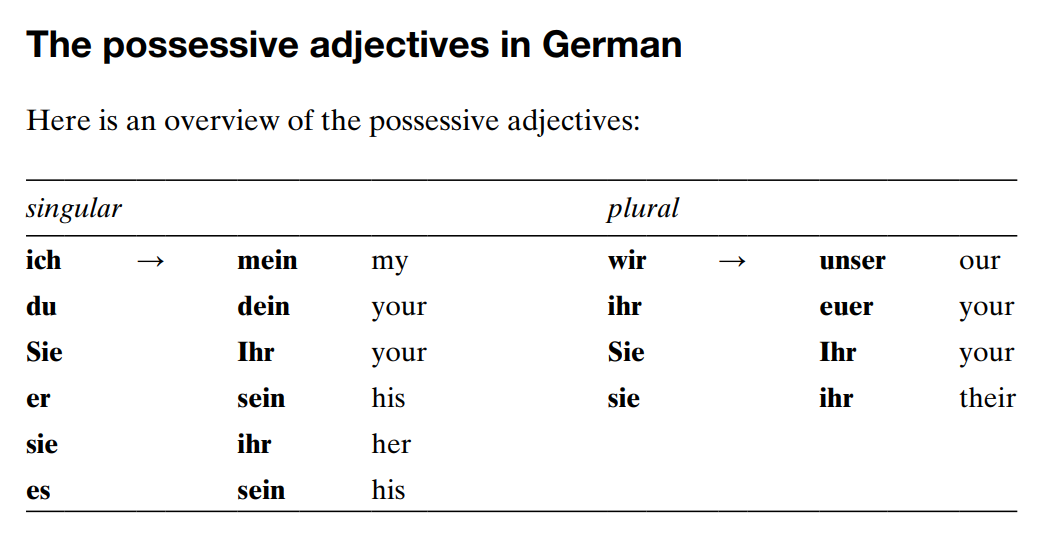 The possessive adjectives in German
Here is an overview of the possessive adjectives:
singular plural
ich → mein my wir → unser our
du dein your ihr euer your
Sie Ihr your Sie Ihr your
er sein his sie ihr their
sie ihr her
es sein his